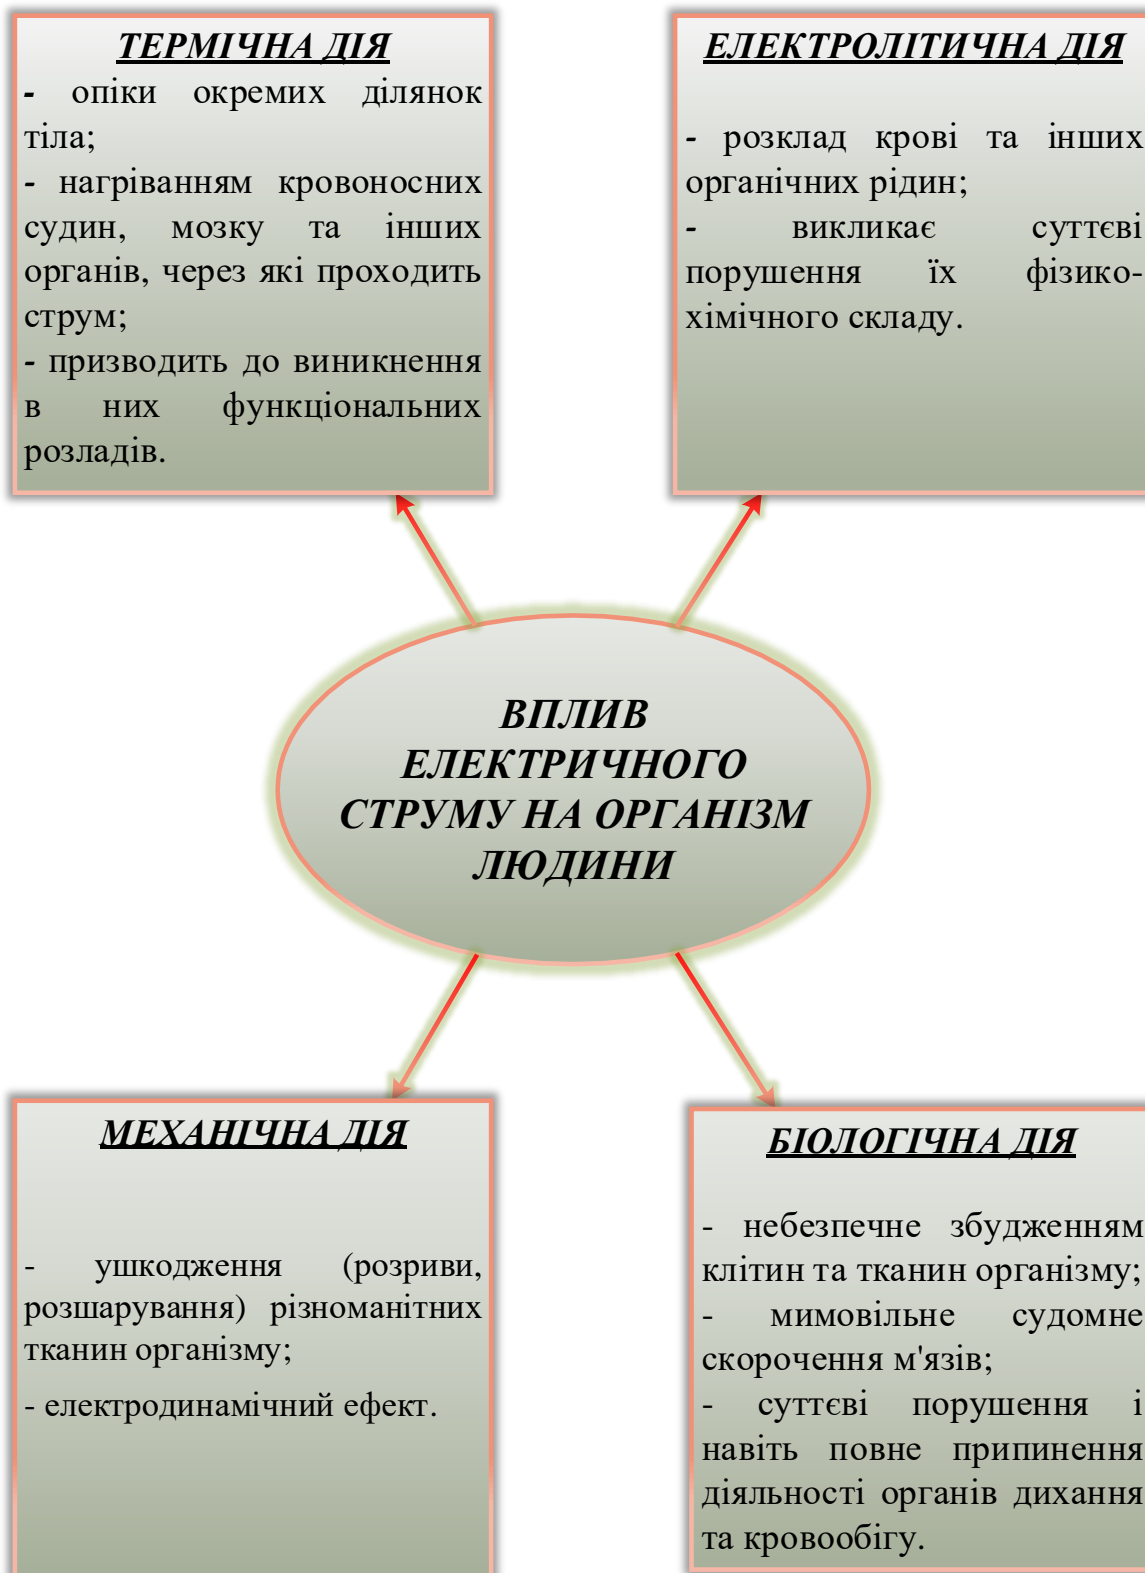 ТЕРМІЧНА ДІЯ
- опіки окремих ділянок
тіла;
- нагріванням кровоносних
судин, мозку та інших
органів, через які проходить
струм;
- призводить до виникнення
в них функціональних
розладів.
ЕЛЕКТРОЛІТИЧНА ДІЯ
- розклад крові та інших
органічних рідин;
- викликає суттєві
порушення їх фізико-
хімічного складу.
ВПЛИВ
ЕЛЕКТРИЧНОГО
СТРУМУ НА ОРГАНІЗМ
ЛЮДИНИ
МЕХАНІЧНА ДІЯ
- ушкодження (розриви,
розшарування) різноманітних
тканин організму;
- електродинамічний ефект.
БІОЛОГІЧНА ДІЯ
- небезпечне збудженням
клітин та тканин організму;
- мимовільне судомне
скорочення м'язів;
- суттєві порушення і
навіть повне припинення
діяльності органів дихання
та кровообігу.